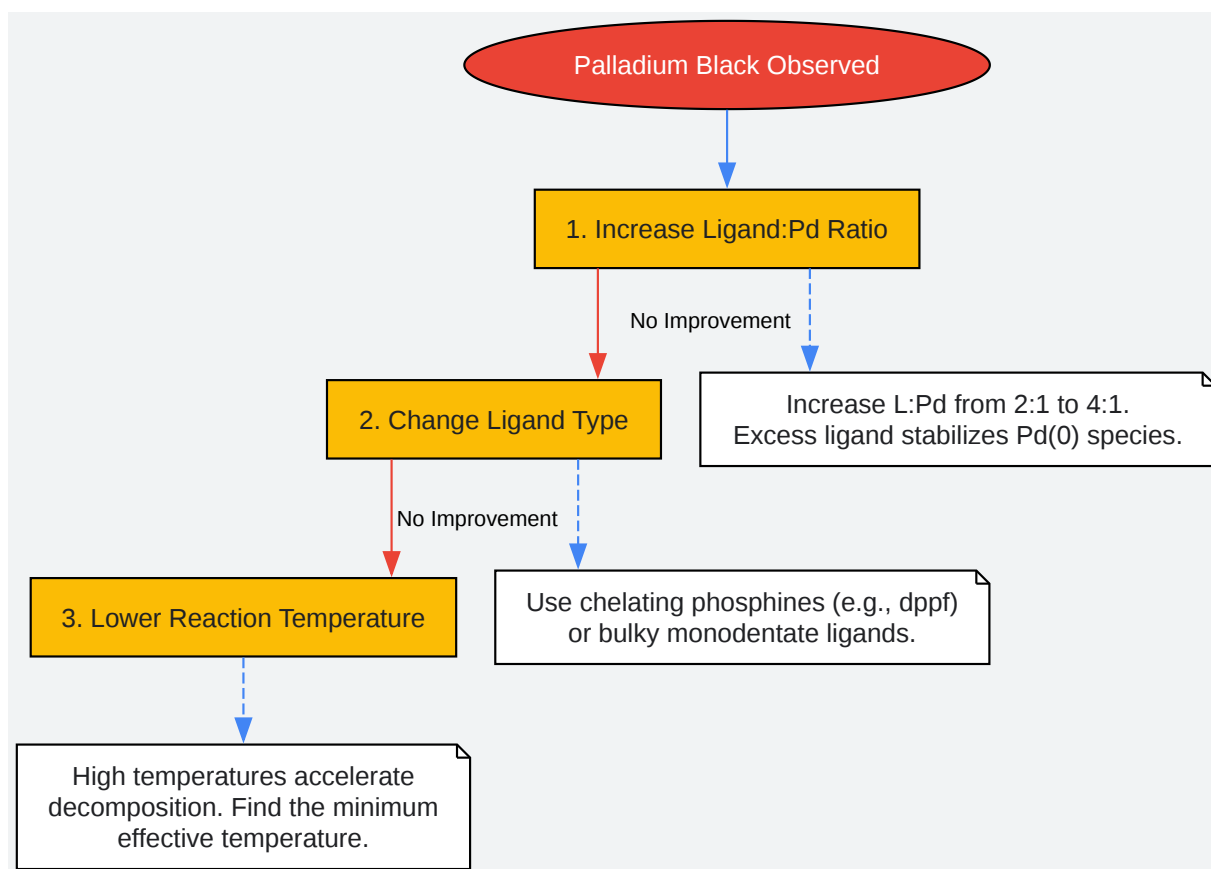 Palladium Black Observed
1. Increase Ligand:Pd Ratio
No Improvement
Increase L:Pd from 2:1 to 4:1.
Excess ligand stabilizes Pd(0) species.
2. Change Ligand Type
No Improvement
Use chelating phosphines (e.g., dppf)
or bulky monodentate ligands.
3. Lower Reaction Temperature
High temperatures accelerate
decomposition. Find the minimum
effective temperature.